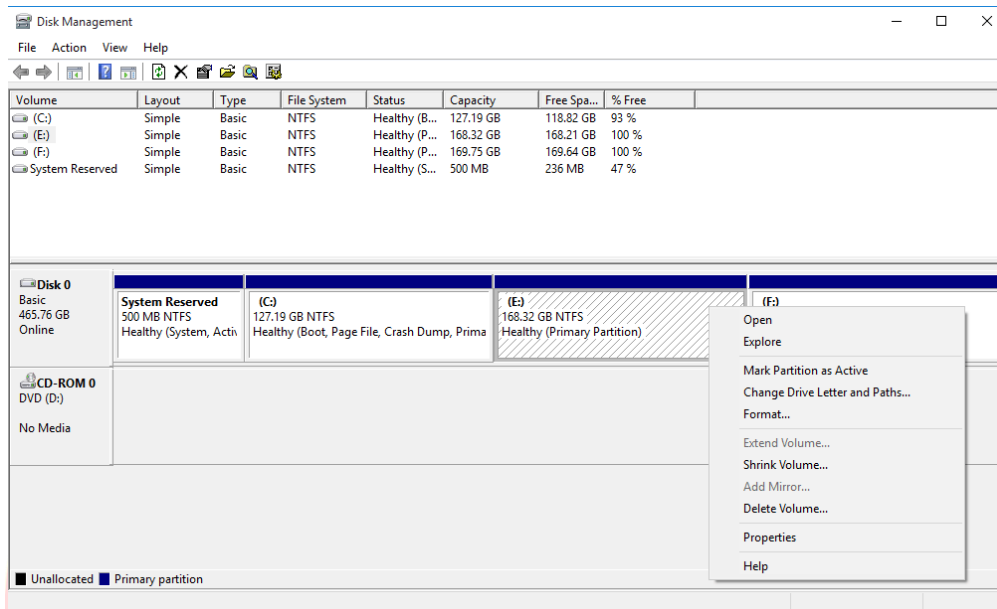 Disk Management
File Action View Help
Volume Layout Type File System Status Capacity Free Spa... % Free
(C:) Simple Basic NTFS Healthy (B... 127.19 GB 118.82 GB 93 %
(E:) Simple Basic NTFS Healthy (P... 168.32 GB 168.21 GB 100 %
(F:) Simple Basic NTFS Healthy (P... 169.75 GB 169.64 GB 100 %
System Reserved Simple Basic NTFS Healthy (S... 500 MB 236 MB 47 %
Disk 0
Basic
465.76 GB
Online
System Reserved
500 MB NTFS
Healthy (System, Activ
(C:)
127.19 GB NTFS
Healthy (Boot, Page File, Crash Dump, Prima
(E:)
168.32 GB NTFS
Healthy (Primary Partition)
(F:)
Open
Explore
Mark Partition as Active
Change Drive Letter and Paths...
Format...
Extend Volume...
Shrink Volume...
Add Mirror...
Delete Volume...
Properties
Help
CD-ROM 0
DVD (D:)
No Media
Unallocated Primary partition